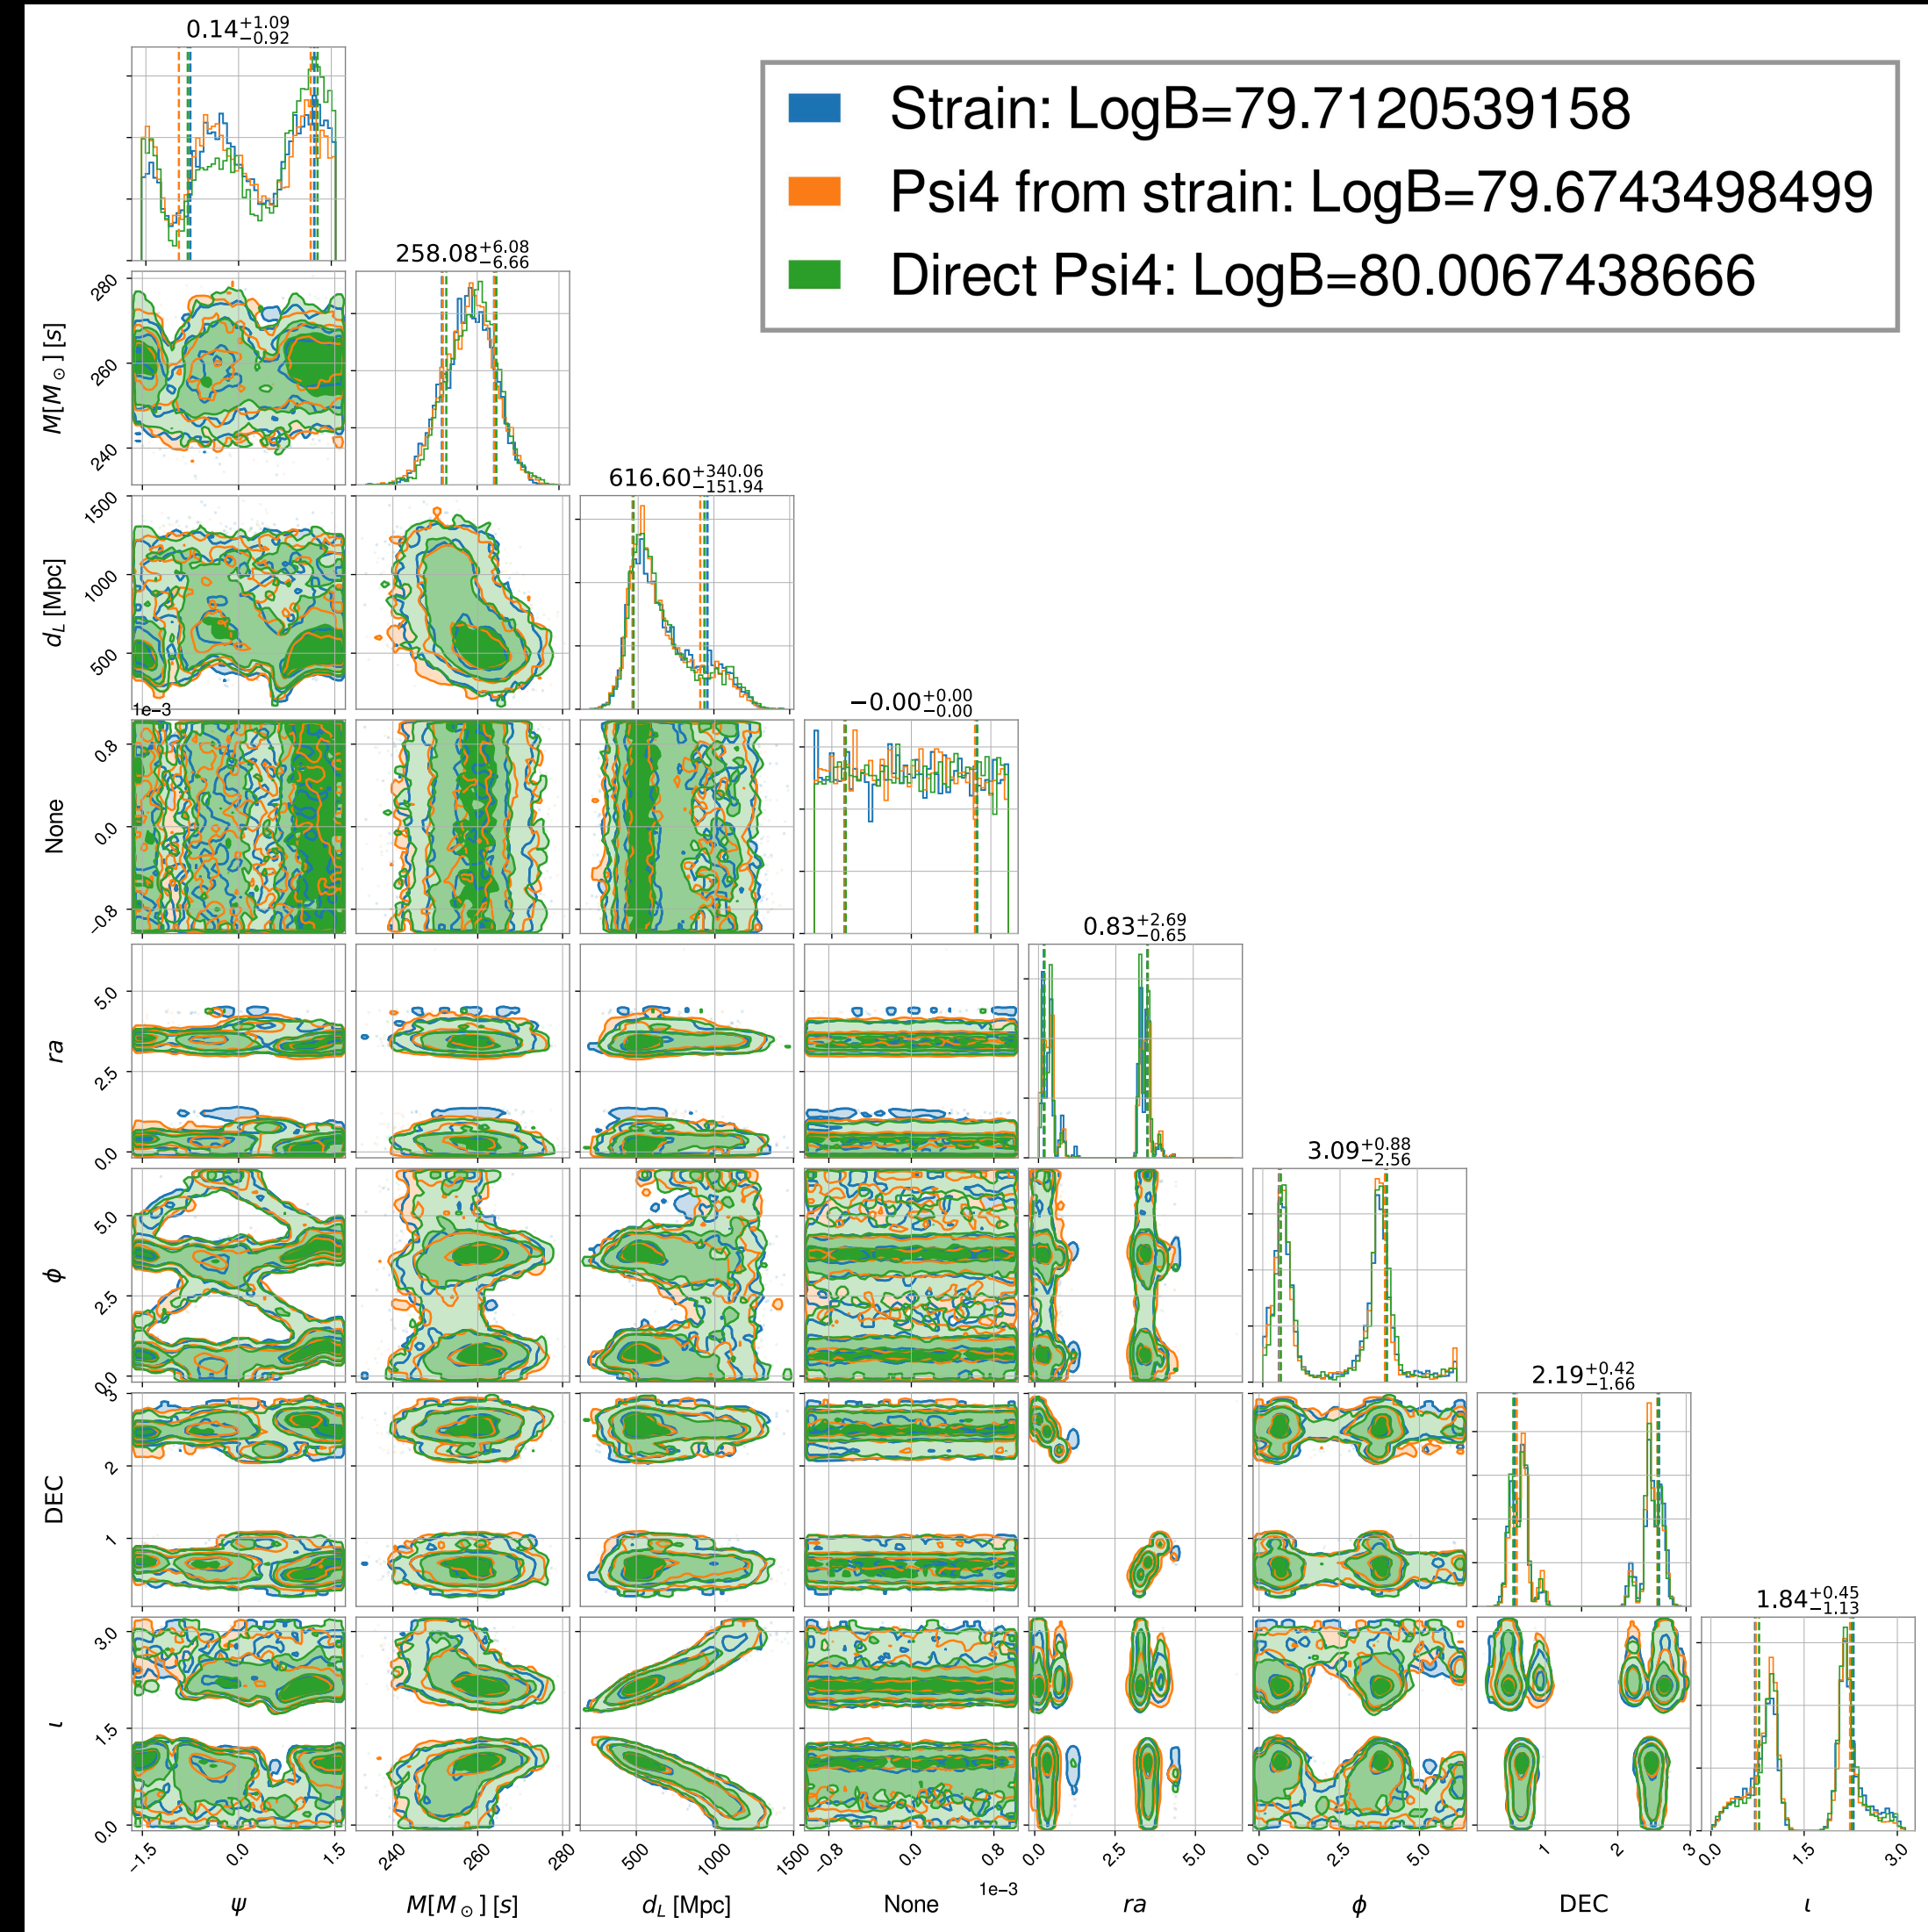 0.14+1.09−0.92
Strain: LogB=79.7120539158
Psi4 from strain: LogB=79.6743498499
Direct Psi4: LogB=80.0067438666
258.08+6.08−6.66
280
260
240
M[M⊙] [s]
616.60+340.06−151.94
1500
1000
500
dL [Mpc]
−0.00+0.00−0.00
1e−3
0.8
0.0
−0.8
None
0.83+2.69−0.65
5.0
2.5
0.0
ra
3.09+0.88−2.56
5.0
2.5
0.0
ϕ
2.19+0.42−1.66
3
2
1
DEC
1.84+0.45−1.13
3.0
1.5
0.0
ι
−1.5 0.0 1.5 240 260 280 500 1000 1500 −0.8 0.0 0.8 0.0 2.5 5.0 0.0 2.5 5.0 1 2 3 0.0 1.5 3.0
1e−3
ψ M[M⊙] [s] dL [Mpc] None ra ϕ DEC ι